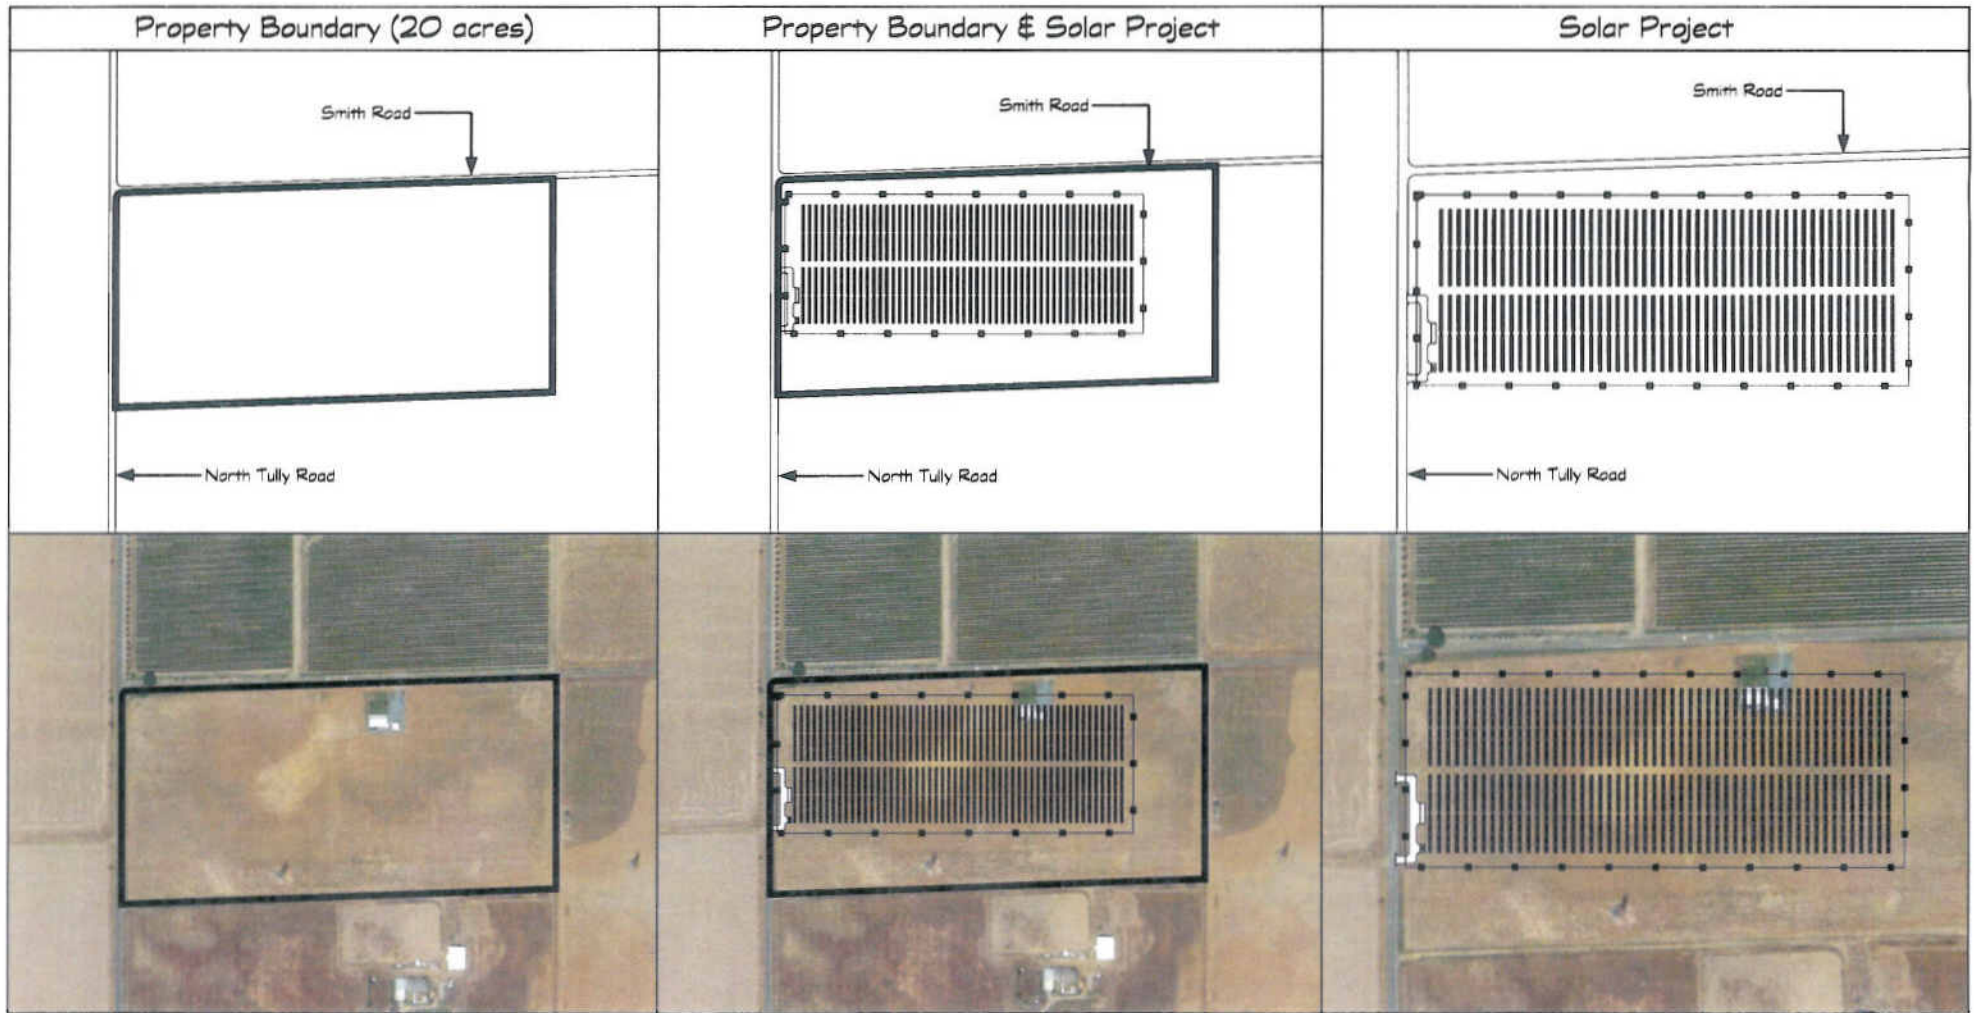 Property Boundary (20 acres)
Property Boundary & Solar Project
Solar Project
Smith Road
North Tully Road
Smith Road
North Tully Road
Smith Road
North Tully Road